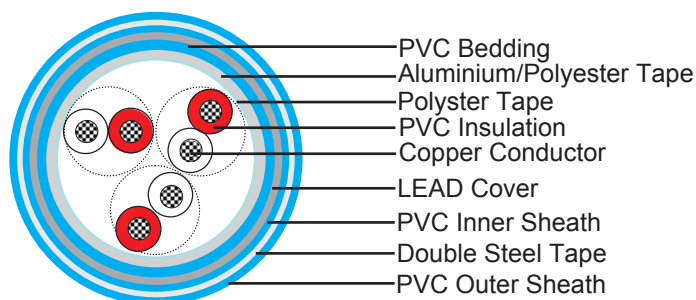 PVC Bedding
Aluminium/Polyester Tape
Polyster Tape
PVC Insulation
Copper Conductor
LEAD Cover
PVC Inner Sheath
Double Steel Tape
PVC Outer Sheath